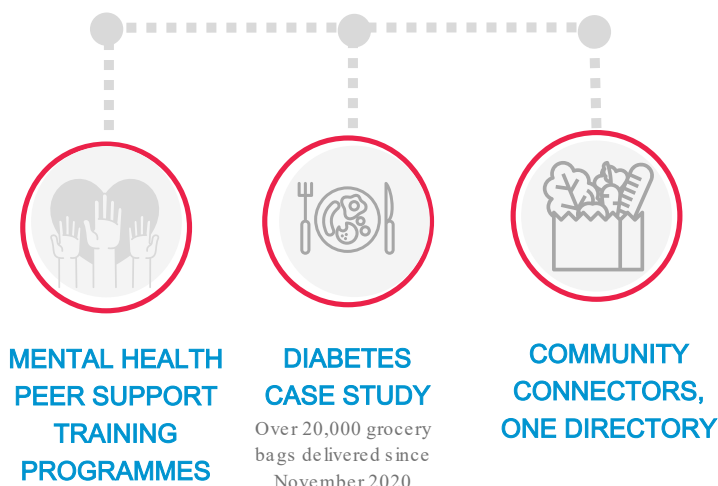 MENTAL HEALTH
PEER SUPPORT
TRAINING
PROGRAMMES
DIABETES
CASE STUDY
Over 20,000 grocery
bags delivered since
November 2020
COMMUNITY
CONNECTORS,
ONE DIRECTORY